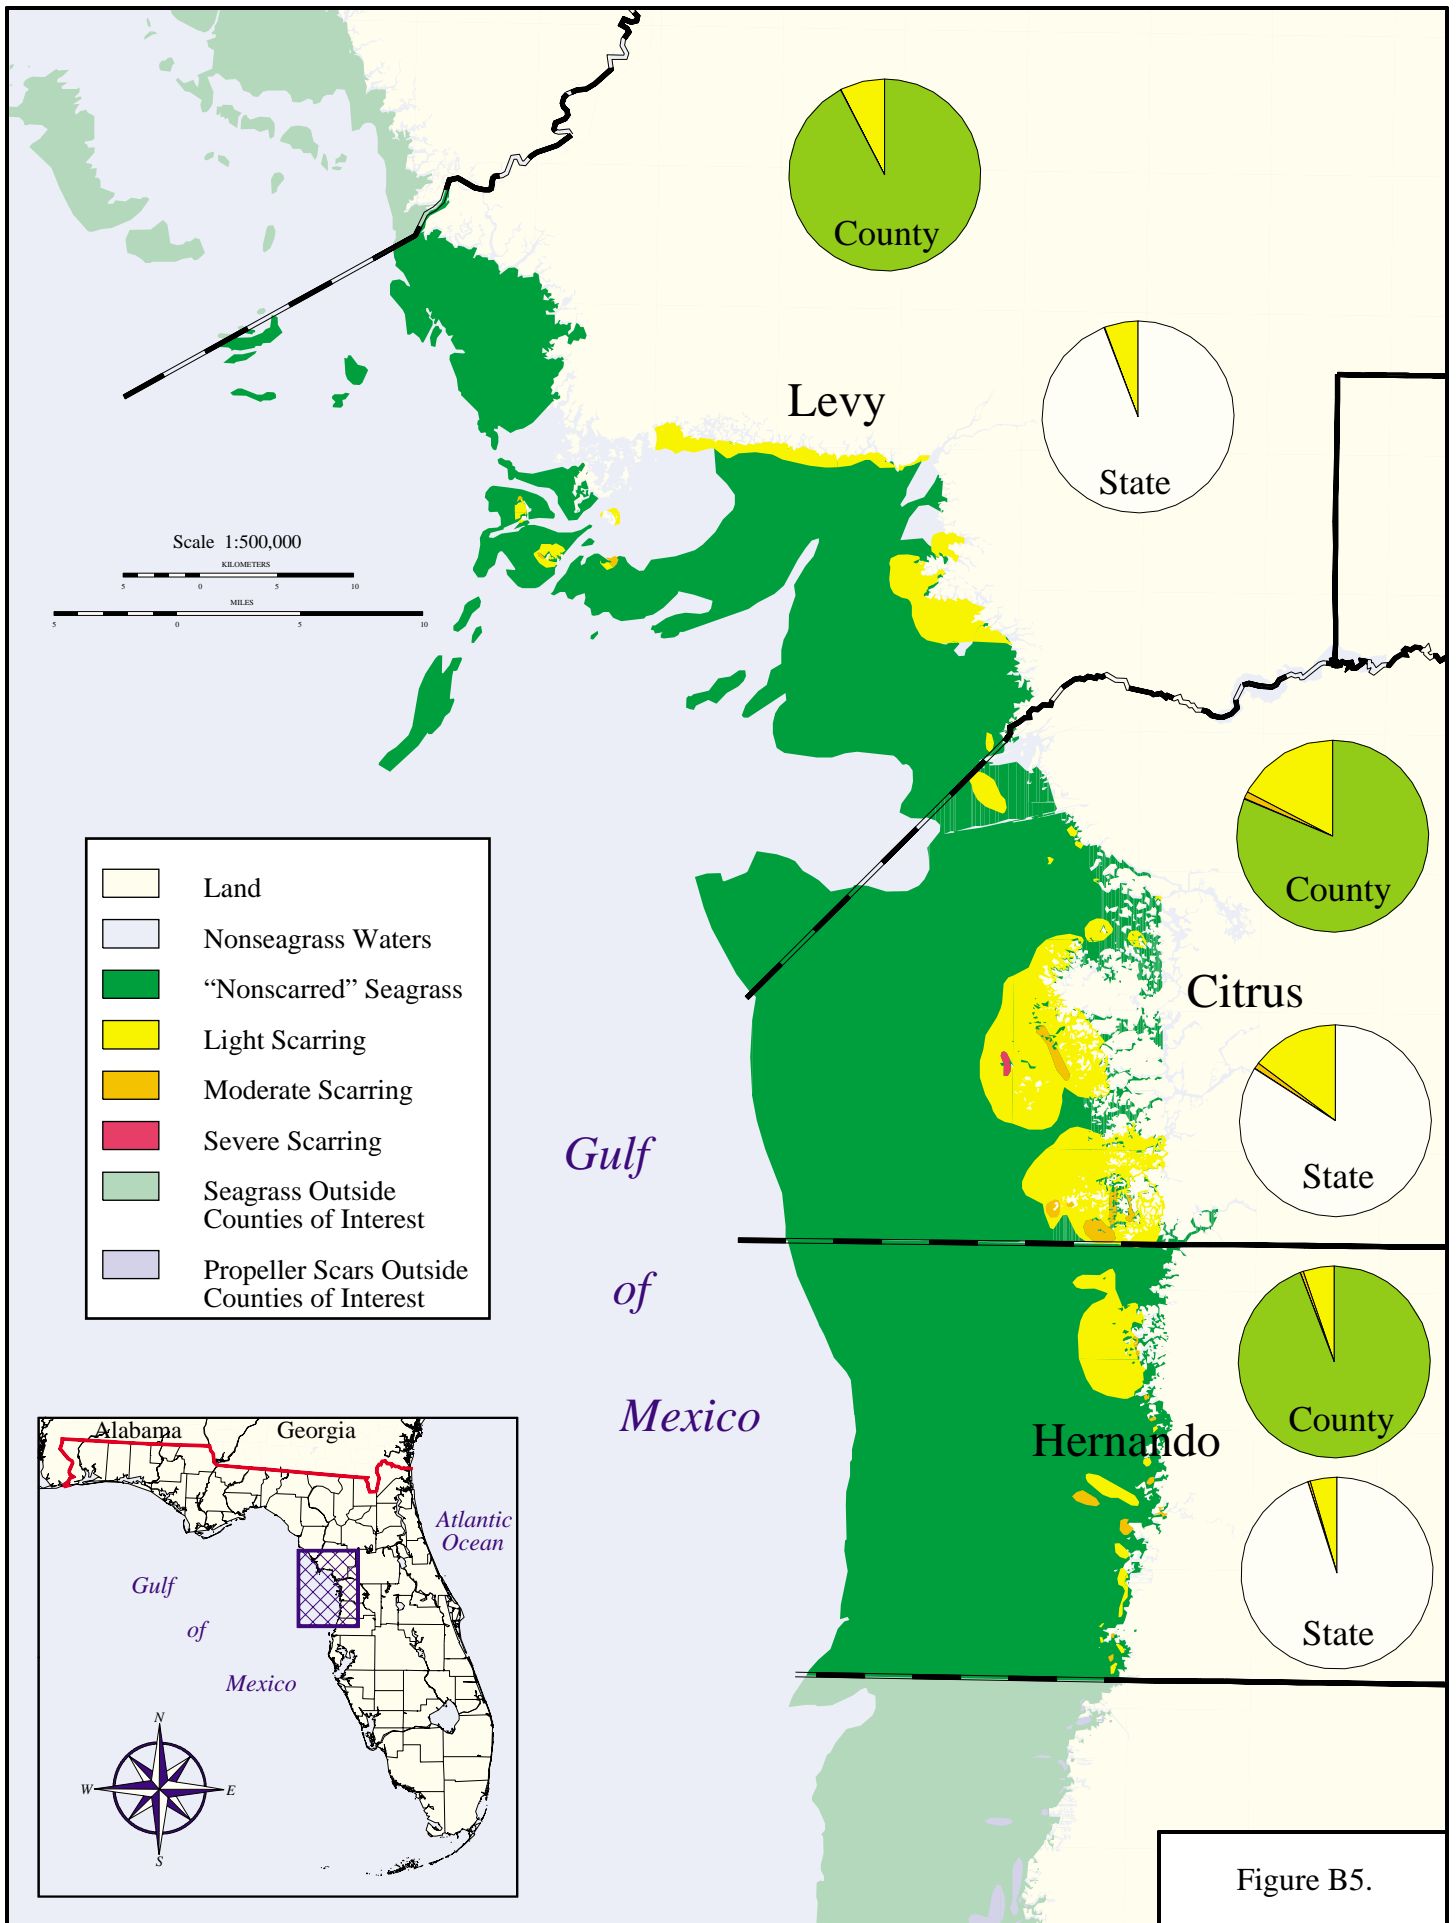 County
State
Levy
Scale 1:500,000
KILOMETERS
5 0 5 10
MILES
5 0 5 10
County
Citrus
State
Land
Nonseagrass Waters
“Nonscarred” Seagrass
Light Scarring
Moderate Scarring
Severe Scarring
Seagrass Outside
Counties of Interest
Propeller Scars Outside
Counties of Interest
Gulf
of
Mexico
County
Hernando
State
Alabama
Georgia
Atlantic
Ocean
Gulf
of
Mexico
N
W
E
S
Figure B5.